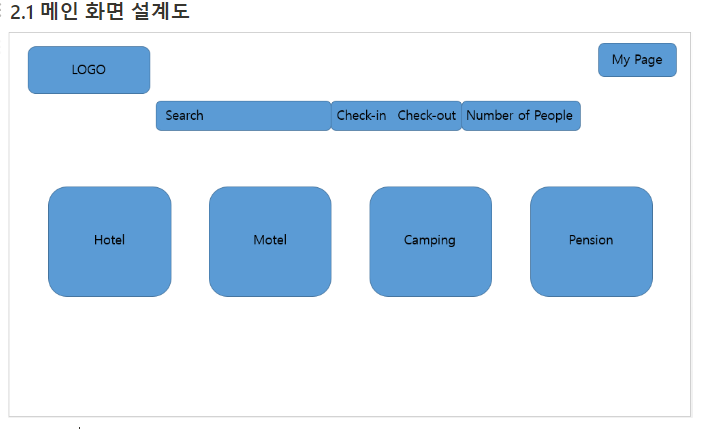 2.1 메인 화면 설계도
LOGO
My Page
Search
Check-in Check-out
Number of People
Hotel
Motel
Camping
Pension